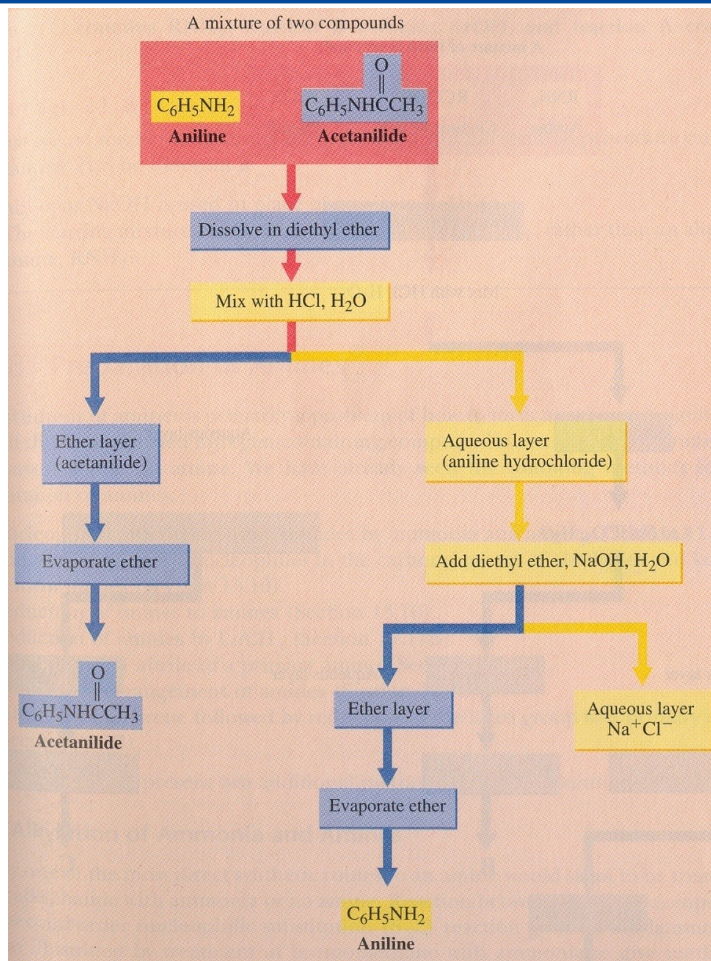 A mixture of two compounds
O
C6H5NH2
C6H5NHCCH3
Aniline
Acetanilide
Dissolve in diethyl ether
Mix with HCl, H2O
Ether layer
(acetanilide)
Aqueous layer
(aniline hydrochloride)
Evaporate ether
Add diethyl ether, NaOH, H2O
O
C6H5NHCCH3
Acetanilide
Ether layer
Aqueous layer
Na+Cl−
Evaporate ether
C6H5NH2
Aniline